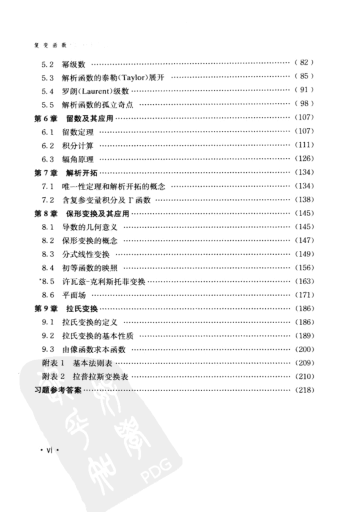 复变函数
5.2 幂级数 ……………………………………………………(82)
5.3 解析函数的泰勒(Taylor)展开 ………………………………(85)
5.4 罗朗(Laurent)级数 …………………………………………(91)
5.5 解析函数的孤立奇点 …………………………………………(98)
第6章 留数及其应用……………………………………………(107)
6.1 留数定理 ……………………………………………………(107)
6.2 积分计算 ……………………………………………………(111)
6.3 辐角原理 ……………………………………………………(126)
第7章 解析开拓…………………………………………………(134)
7.1 唯一性定理和解析开拓的概念 ………………………………(134)
7.2 含复参变量积分及Γ函数 ……………………………………(138)
第8章 保形变换及其应用………………………………………(145)
8.1 导数的几何意义 ……………………………………………(145)
8.2 保形变换的概念 ……………………………………………(147)
8.3 分式线性变换 ………………………………………………(149)
8.4 初等函数的映照 ……………………………………………(156)
*8.5 许瓦兹-克利斯托菲变换……………………………………(163)
8.6 平面场 ………………………………………………………(171)
第9章 拉氏变换…………………………………………………(186)
9.1 拉氏变换的定义 ……………………………………………(186)
9.2 拉氏变换的基本性质 ………………………………………(189)
9.3 由像函数求本函数 …………………………………………(200)
附表1 基本法则表………………………………………………(209)
附表2 拉普拉斯变换表…………………………………………(210)
习题参考答案……………………………………………………(218)
PDG
·vi·